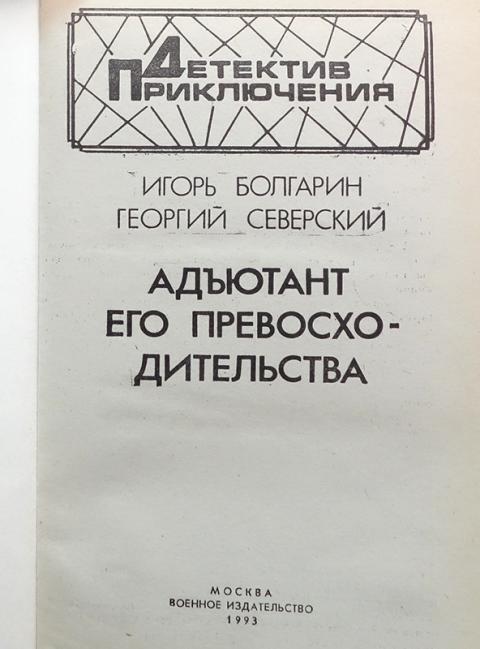 ДЕТЕКТИВ
ПРИКЛЮЧЕНИЯ
ИГОРЬ БОЛГАРИН
ГЕОРГИЙ СЕВЕРСКИЙ
АДЪЮТАНТ
ЕГО ПРЕВОСХО-
ДИТЕЛЬСТВА
МОСКВА
ВОЕННОЕ ИЗДАТЕЛЬСТВО
1993